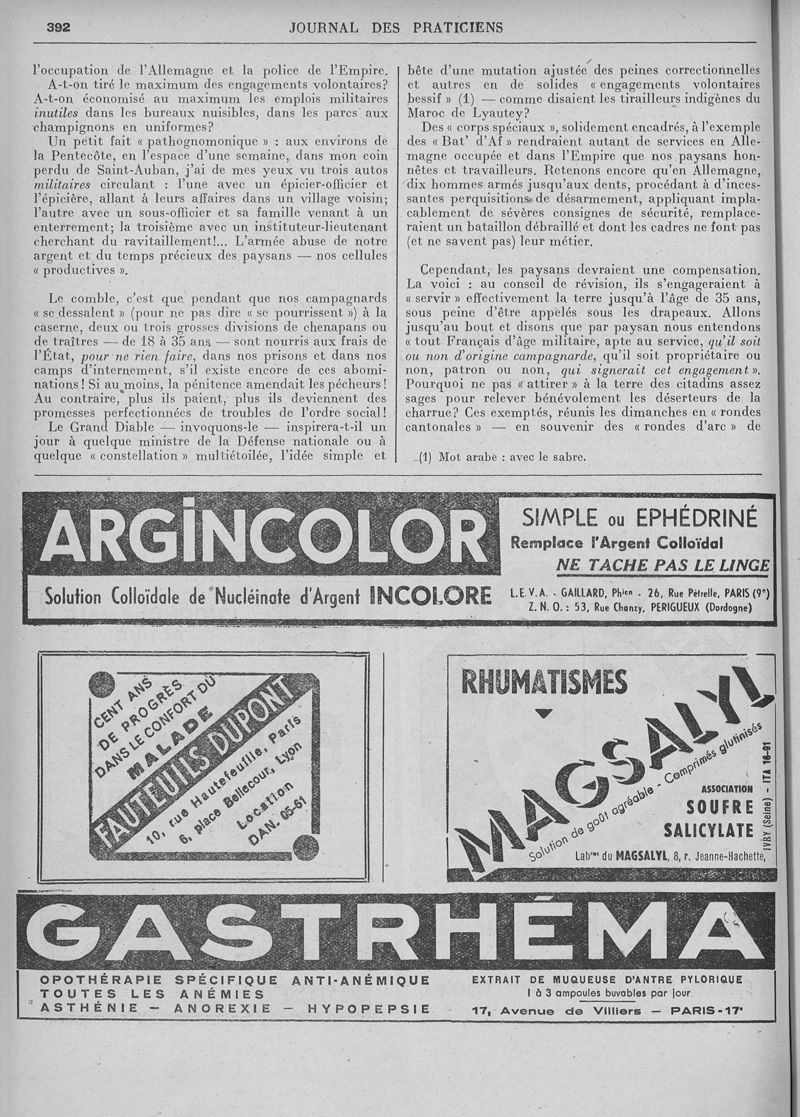 392
JOURNAL DES PRATICIENS
l'occupation de l'Allemagne et la police de l'Empire.
A-t-on tiré le maximum des engagements volontaires?
A-t-on économisé au maximum les emplois militaires
inutiles dans les bureaux nuisibles, dans les parcs aux
champignons en uniformes?
Un petit fait « pathognomonique » : aux environs de
la Pentecôte, en l'espace d'une semaine, dans mon coin
perdu de Saint-Auban, j'ai de mes yeux vu trois autos
militaires circulant : l'une avec un épicier-officier et
l'épicière, allant à leurs affaires dans un village voisin;
l'autre avec un sous-officier et sa famille venant à un
enterrement; la troisième avec un instituteur-lieutenant
cherchant du ravitaillement!... L'armée abuse de notre
argent et du temps précieux des paysans — nos cellules
« productives ».
Le comble, c'est que pendant que nos campagnards
« se dessalent » (pour ne pas dire « se pourrissent ») à la
caserne, deux ou trois grosses divisions de chenapans ou
de traîtres — de 18 à 35 ans — sont nourris aux frais de
l'État, pour ne rien faire, dans nos prisons et dans nos
camps d'internement, s'il existe encore de ces abomi-
nations! Si au moins, la pénitence amendait les pécheurs!
Au contraire, plus ils paient, plus ils deviennent des
promesses perfectionnées de troubles de l'ordre social!
Le Grand Diable — invoquons-le — inspirera-t-il un
jour à quelque ministre de la Défense nationale ou à
quelque « constellation » multiétoilée, l'idée simple et
bête d'une mutation ajustée des peines correctionnelles
et autres en de solides « engagements volontaires
bessif » (1) — comme disaient les tirailleurs indigènes du
Maroc de Lyautey?
Des « corps spéciaux », solidement encadrés, à l'exemple
des « Bat' d'Af » rendraient autant de services en Alle-
magne occupée et dans l'Empire que nos paysans hon-
nêtes et travailleurs. Retenons encore qu'en Allemagne,
dix hommes armés jusqu'aux dents, procédant à d'inces-
santes perquisitions de désarmement, appliquant impla-
cablement de sévères consignes de sécurité, remplace-
raient un bataillon débraillé et dont les cadres ne font pas
(et ne savent pas) leur métier.
Cependant, les paysans devraient une compensation.
La voici : au conseil de révision, ils s'engageraient à
« servir » effectivement la terre jusqu'à l'âge de 35 ans,
sous peine d'être appelés sous les drapeaux. Allons
jusqu'au bout et disons que par paysan nous entendons
« tout Français d'âge militaire, apte au service, qu'il soit
ou non d'origine campagnarde, qu'il soit propriétaire ou
non, patron ou non, qui signerait cet engagement ».
Pourquoi ne pas « attirer » à la terre des citadins assez
sages pour relever bénévolement les déserteurs de la
charrue? Ces exemptés, réunis les dimanches en « rondes
cantonales » — en souvenir des « rondes d'arc » de
(1) Mot arabe : avec le sabre.
ARGINCOLOR
SIMPLE ou EPHÉDRINÉ
Remplace l'Argent Colloïdal
NE TACHE PAS LE LINGE
Solution Colloïdale de Nucléinate d'Argent INCOLORE
L.E.V.A. - GAILLARD, Phien - 26, Rue Pétrelle, PARIS (9e)
Z. N. O. : 53, Rue Chanzy, PERIGUEUX (Dordogne)
CENT ANS
DE PROGRÈS
DANS LE CONFORT DU
MALADE
FAUTEUILS DUPONT
10, rue Hautefeuille, Paris
6, place Bellecour, Lyon
Location
DAN. 05-61
RHUMATISMES
MAGSALYL
Solution de goût agréable - Comprimés glutinisés
ASSOCIATION
SOUFRE
SALICYLATE
Labres du MAGSALYL, 8, r. Jeanne-Hachette,
IVRY (Seine) - ITA 16-91
GASTRHÉMA
OPOTHÉRAPIE SPÉCIFIQUE ANTI-ANÉMIQUE
TOUTES LES ANÉMIES
ASTHÉNIE — ANOREXIE — HYPOPEPSIE
EXTRAIT DE MUQUEUSE D'ANTRE PYLORIQUE
1 à 3 ampoules buvables par jour
17, Avenue de Villiers — PARIS-17e